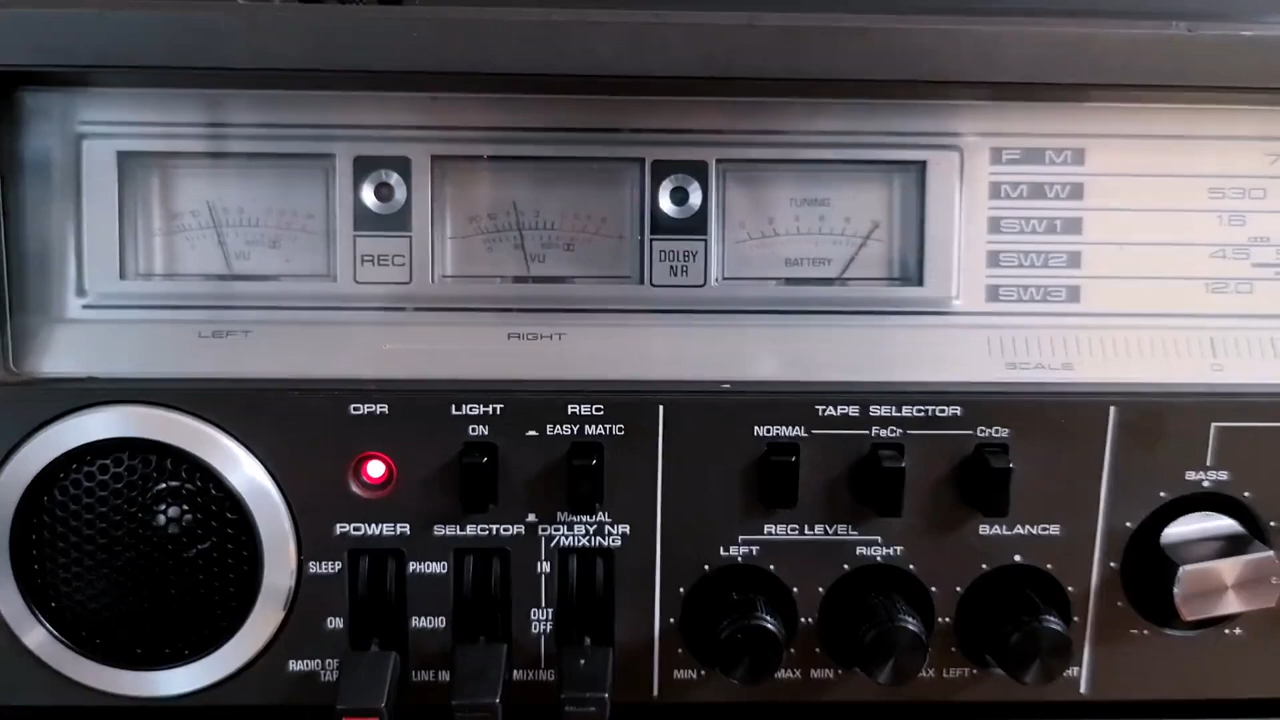 FM
MW 530
SW1 1.6
SW2 4.5
SW3 12.0
SCALE 0
VU
REC
VU
DOLBY NR
TUNING
BATTERY
LEFT
RIGHT
OPR
LIGHT
ON
REC
EASY MATIC
MANUAL
TAPE SELECTOR
NORMAL FeCr CrO2
POWER
SLEEP
ON
SELECTOR
PHONO
RADIO
LINE IN
DOLBY NR
/MIXING
IN
OUT
OFF
MIXING
REC LEVEL
LEFT RIGHT
MIN MAX MIN
BALANCE
LEFT
BASS
- +